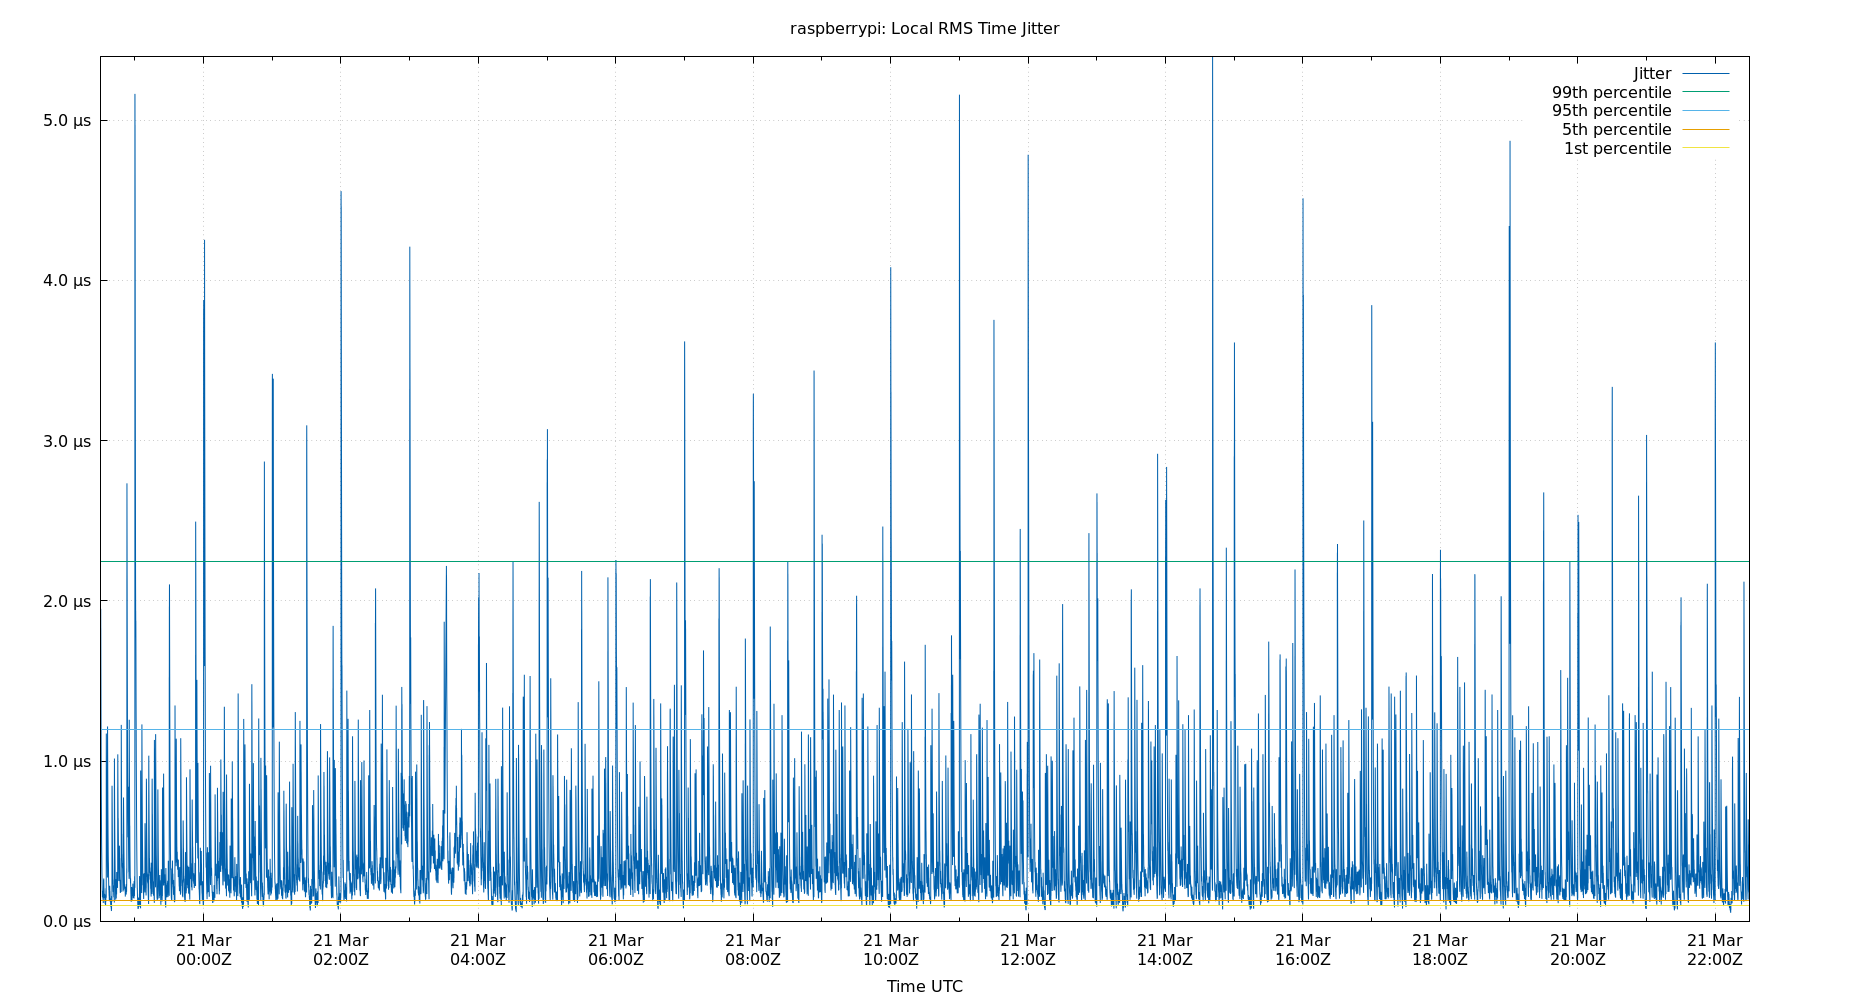 raspberrypi: Local RMS Time Jitter
Jitter
99th percentile
95th percentile
5th percentile
1st percentile
5.0 µs
4.0 µs
3.0 µs
2.0 µs
1.0 µs
0.0 µs
21 Mar 21 Mar 21 Mar 21 Mar 21 Mar 21 Mar 21 Mar 21 Mar 21 Mar 21 Mar 21 Mar 21 Mar
00:00Z 02:00Z 04:00Z 06:00Z 08:00Z 10:00Z 12:00Z 14:00Z 16:00Z 18:00Z 20:00Z 22:00Z
Time UTC